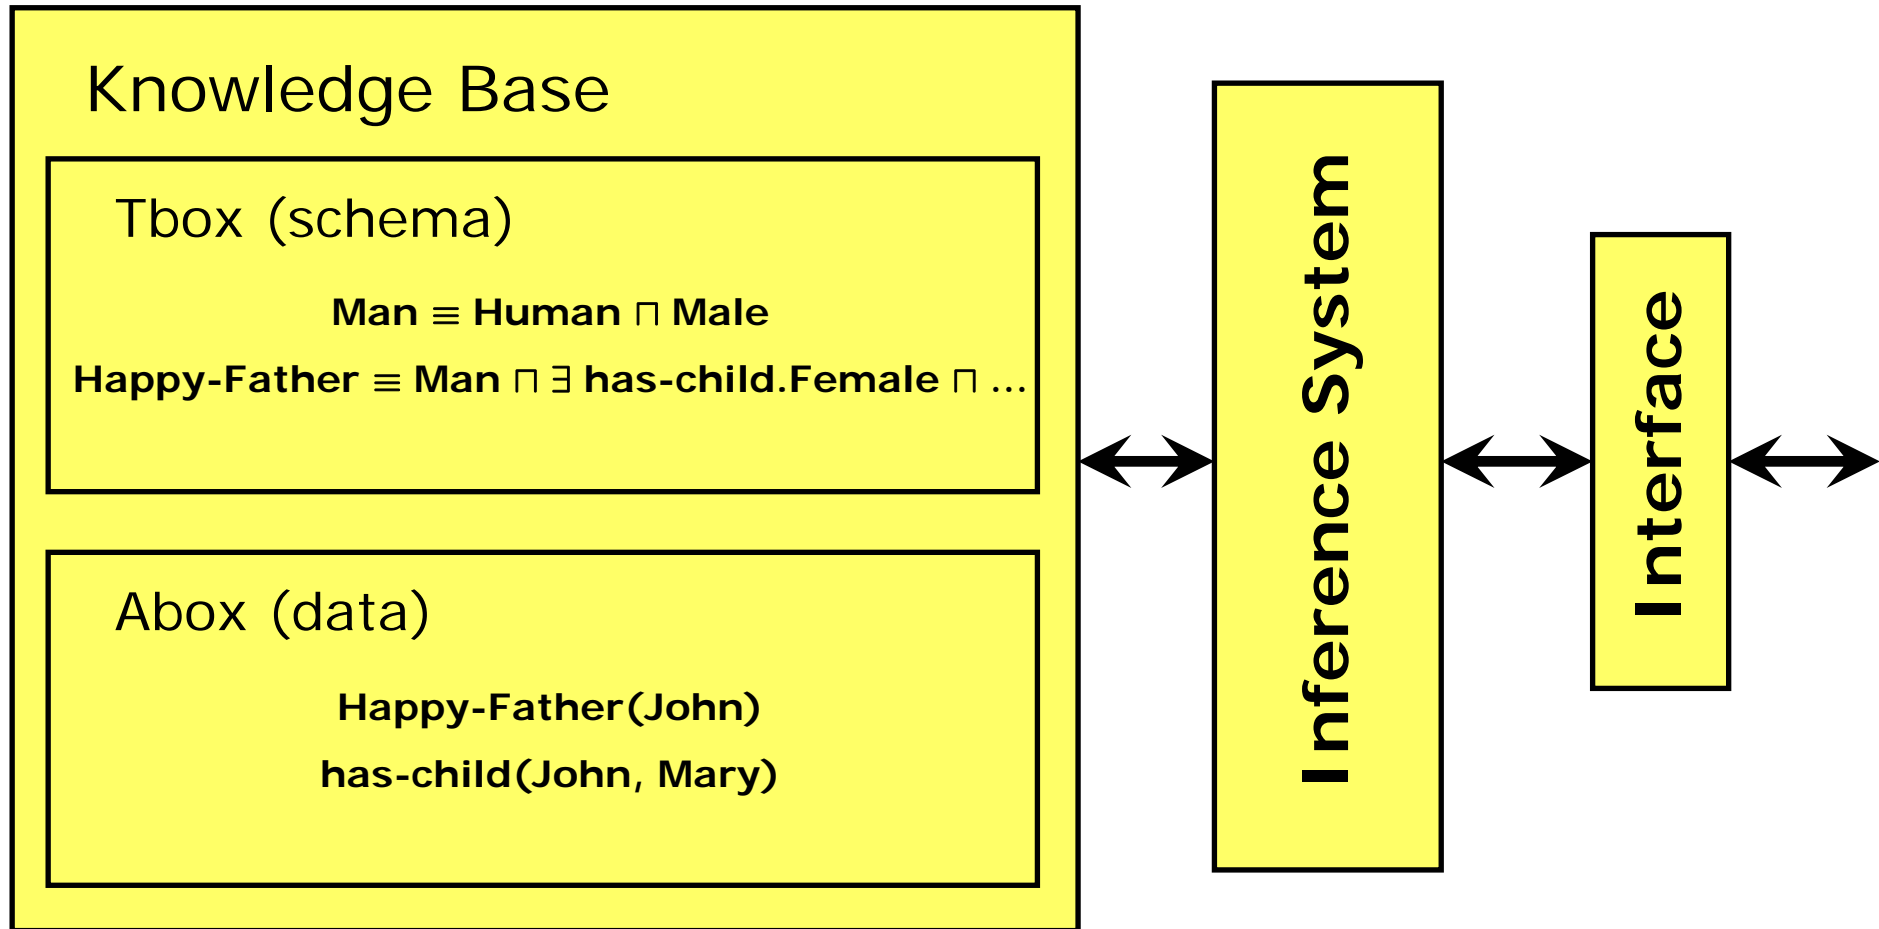 Knowledge Base
Tbox (schema)
Man ≡ Human ⊓ Male
Happy-Father ≡ Man ⊓ ∃ has-child.Female ⊓ …
Abox (data)
Happy-Father(John)
has-child(John, Mary)
Inference System
Interface